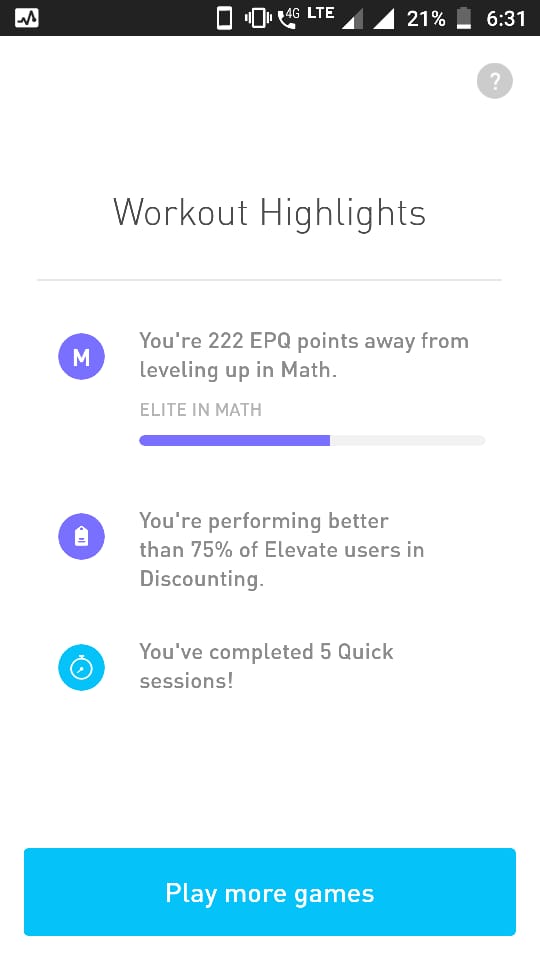 4G LTE 21% 6:31
?
Workout Highlights
M
You're 222 EPQ points away from
leveling up in Math.
ELITE IN MATH
You're performing better
than 75% of Elevate users in
Discounting.
You've completed 5 Quick
sessions!
Play more games